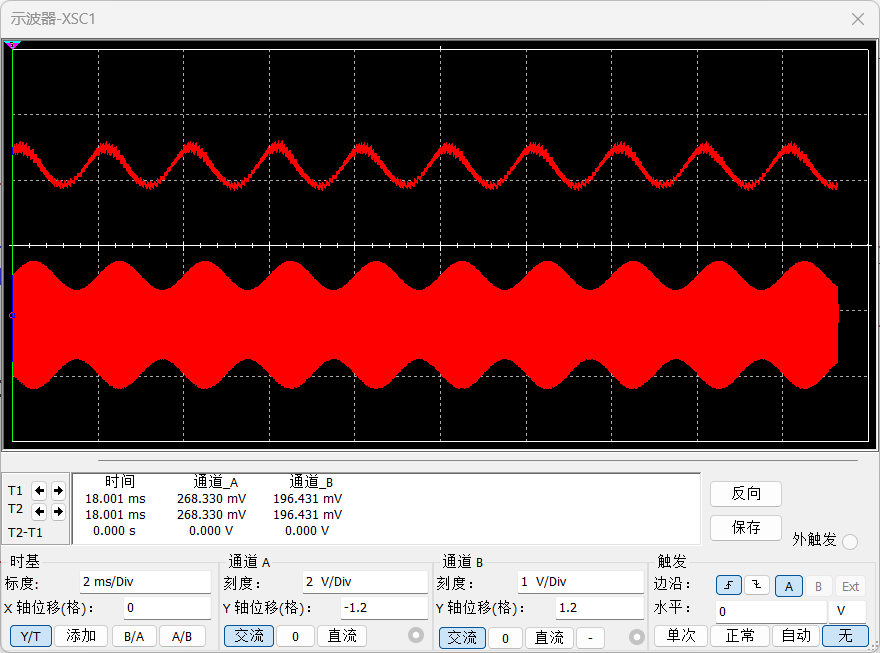 示波器-XSC1
时间 通道_A 通道_B
T1 18.001 ms 268.330 mV 196.431 mV
T2 18.001 ms 268.330 mV 196.431 mV
T2-T1 0.000 s 0.000 V 0.000 V
反向
保存
外触发
时基
标度: 2 ms/Div
X 轴位移(格): 0
Y/T 添加 B/A A/B
通道 A
刻度: 2 V/Div
Y 轴位移(格): -1.2
交流 0 直流
通道 B
刻度: 1 V/Div
Y 轴位移(格): 1.2
交流 0 直流 -
触发
边沿: A B Ext
水平: 0 V
单次 正常 自动 无